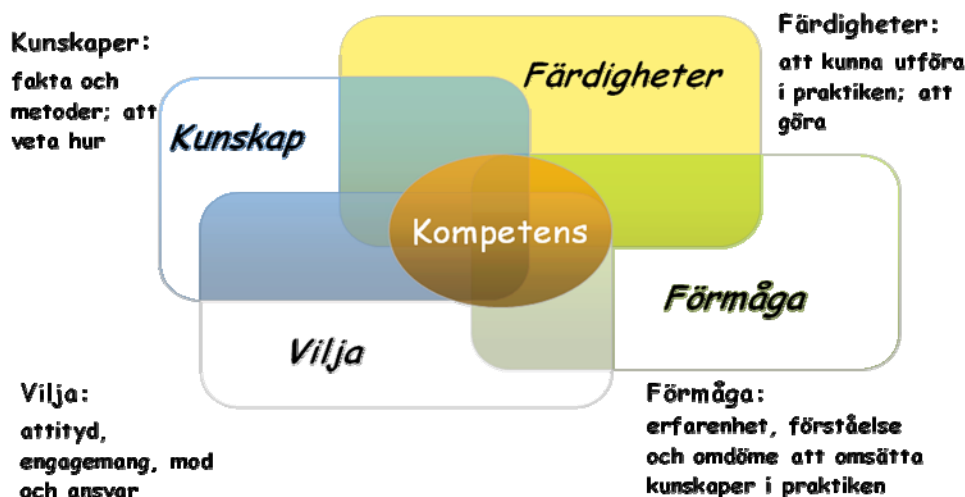 Kunskaper:
fakta och
metoder; att
veta hur
Färdigheter:
att kunna utföra
i praktiken; att
göra
Färdigheter
Kunskap
Kompetens
Förmåga
Vilja
Vilja:
attityd,
engagemang, mod
och ansvar
Förmåga:
erfarenhet, förståelse
och omdöme att omsätta
kunskaper i praktiken